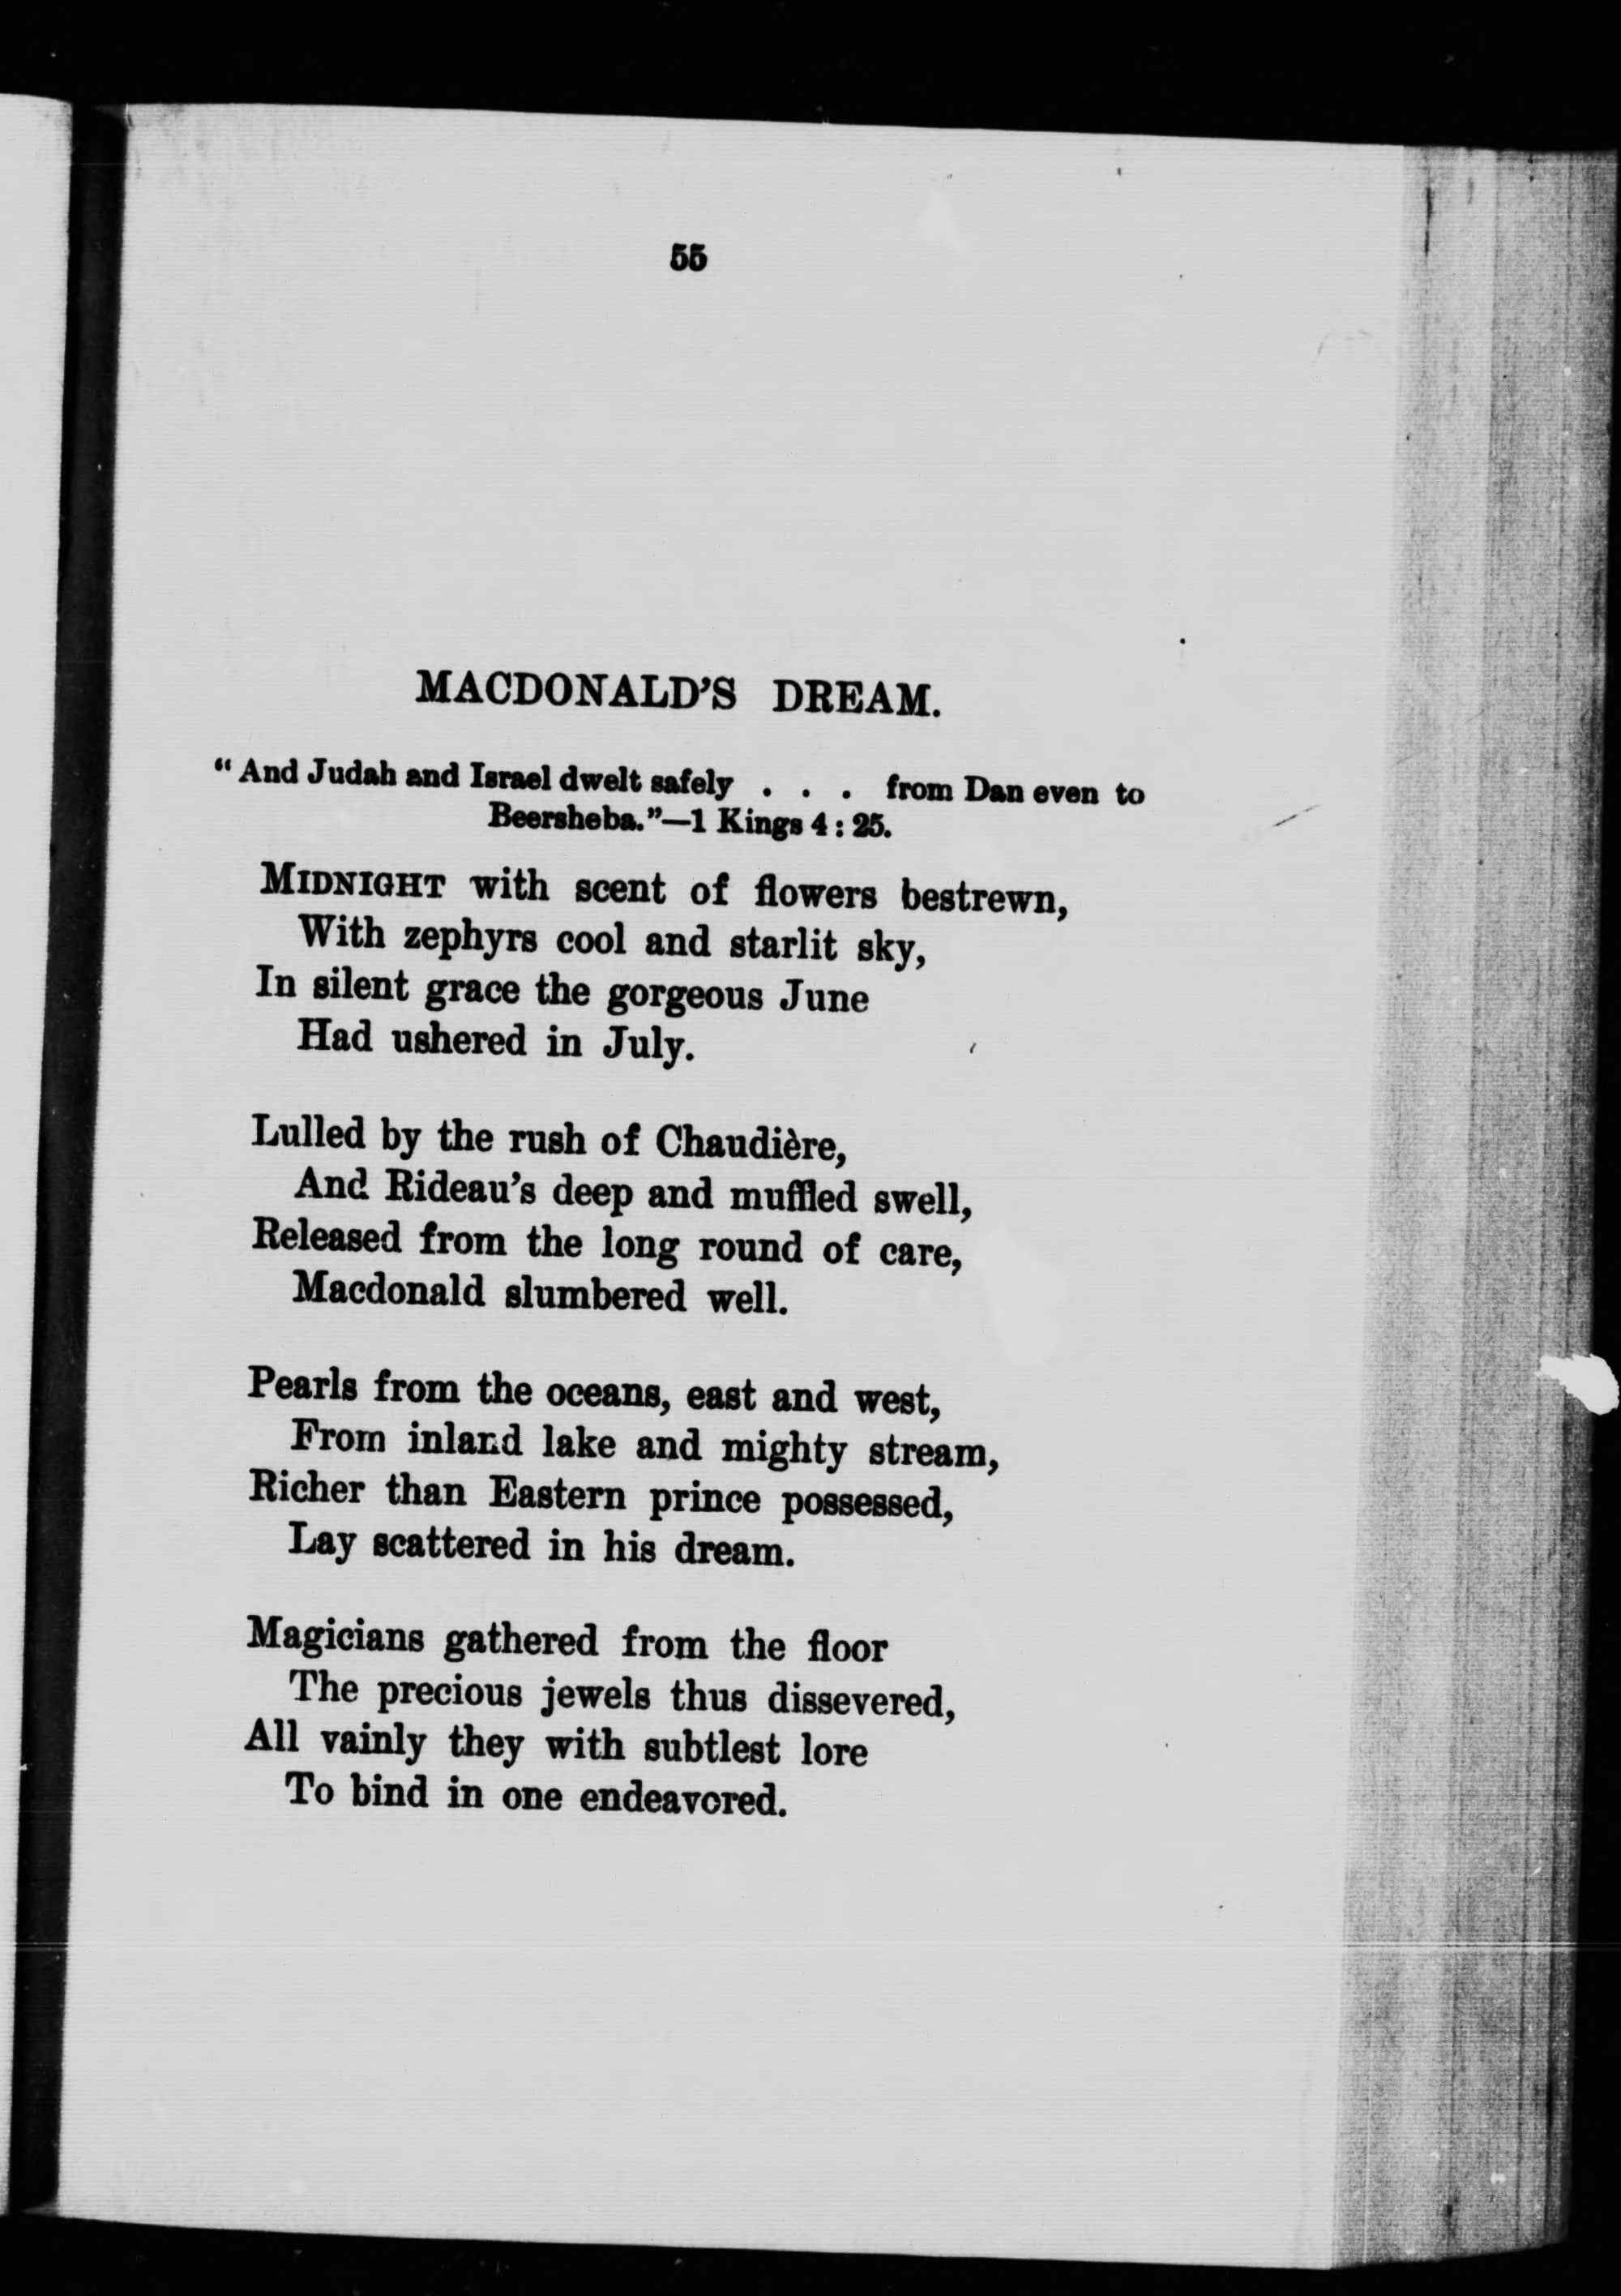 55
MACDONALD'S DREAM.
"And Judah and Israel dwelt safely . . . from Dan even to
Beersheba."—1 Kings 4 : 25.
MIDNIGHT with scent of flowers bestrewn,
With zephyrs cool and starlit sky,
In silent grace the gorgeous June
Had ushered in July.
Lulled by the rush of Chaudière,
And Rideau's deep and muffled swell,
Released from the long round of care,
Macdonald slumbered well.
Pearls from the oceans, east and west,
From inland lake and mighty stream,
Richer than Eastern prince possessed,
Lay scattered in his dream.
Magicians gathered from the floor
The precious jewels thus dissevered,
All vainly they with subtlest lore
To bind in one endeavored.